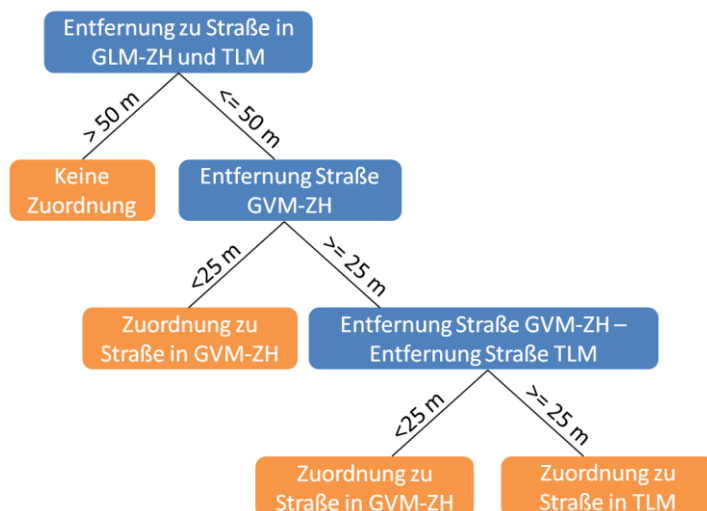 Entfernung zu Straße in
GLM-ZH und TLM
> 50 m
<= 50 m
Keine
Zuordnung
Entfernung Straße
GVM-ZH
<25 m
>= 25 m
Zuordnung zu
Straße in GVM-ZH
Entfernung Straße GVM-ZH –
Entfernung Straße TLM
<25 m
>= 25 m
Zuordnung zu
Straße in GVM-ZH
Zuordnung zu
Straße in TLM